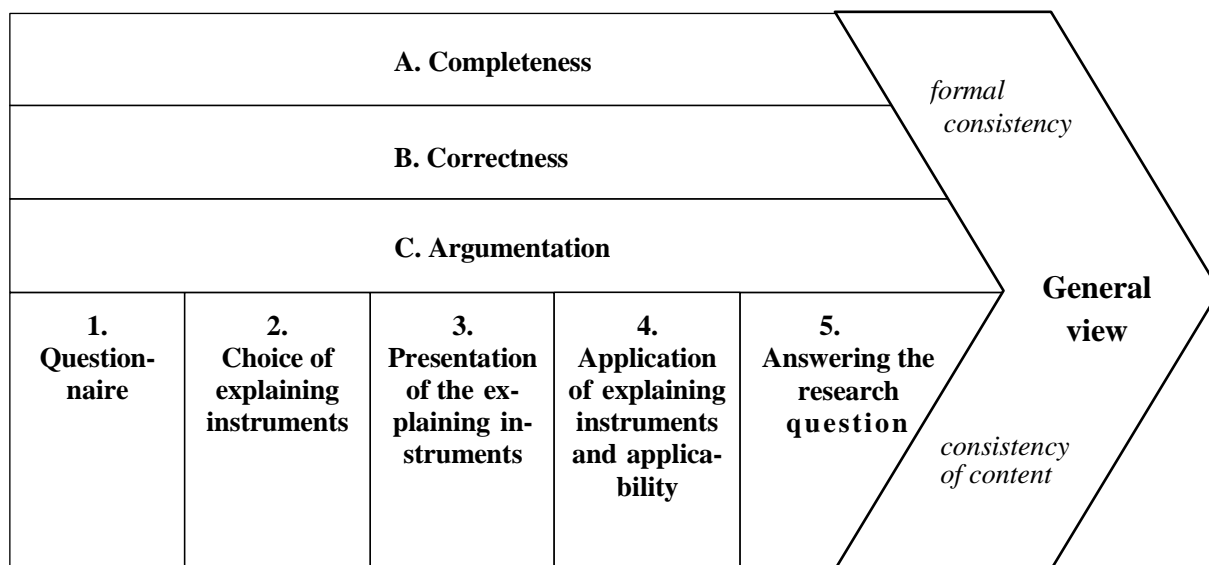 A. Completeness
B. Correctness
C. Argumentation
1.
Question-
naire
2.
Choice of
explaining
instruments
3.
Presentation
of the ex-
plaining in-
struments
4.
Application
of explaining
instruments
and applica-
bility
5.
Answering the
research
question
formal
consistency
General
view
consistency
of content